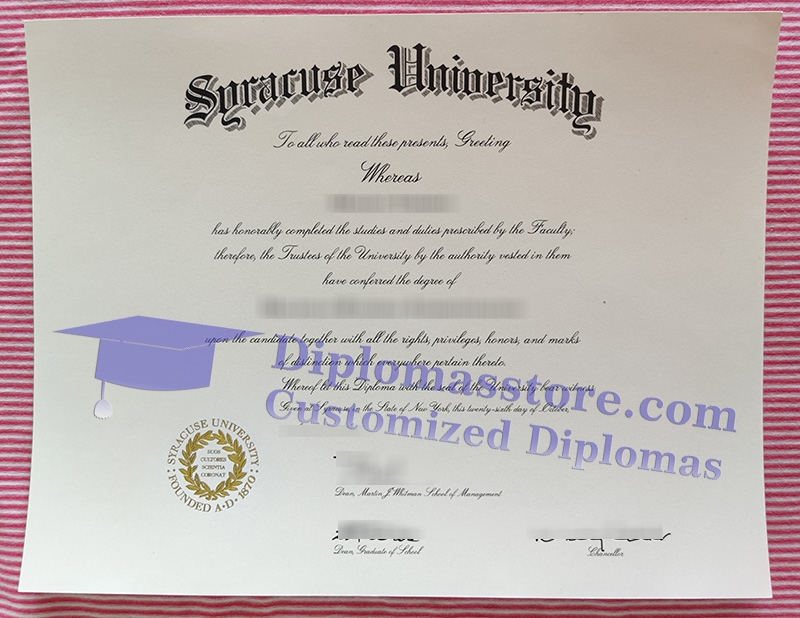 Syracuse University
To all who read these presents, Greeting
Whereas
has honorably completed the studies and duties prescribed by the Faculty;
therefore, the Trustees of the University by the authority vested in them
have conferred the degree of
upon the candidate together with all the rights, privileges, honors, and marks
of distinction which everywhere pertain thereto.
Whereof let this Diploma with the seal of the University bear witness
Given at Syracuse in the State of New York, this twenty-sixth day of October,
Diplomasstore.com
Customized Diplomas
SYRACUSE UNIVERSITY
SUOS
CULTORES
SCIENTIA
CORONAT
FOUNDED A·D·1870
Dean, Martin J. Whitman School of Management
Dean, Graduate of School
Chancellor